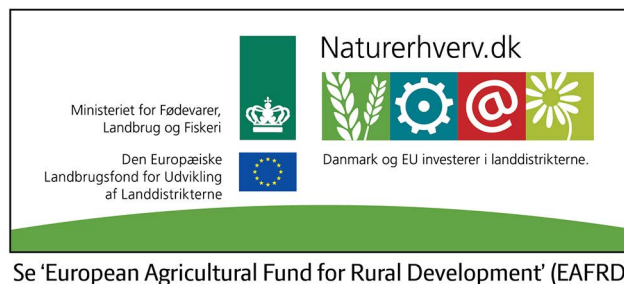 Naturerhverv.dk
Ministeriet for Fødevarer,
Landbrug og Fiskeri
Den Europæiske
Landbrugsfond for Udvikling
af Landdistrikterne
Danmark og EU investerer i landdistrikterne.
Se 'European Agricultural Fund for Rural Development' (EAFRD